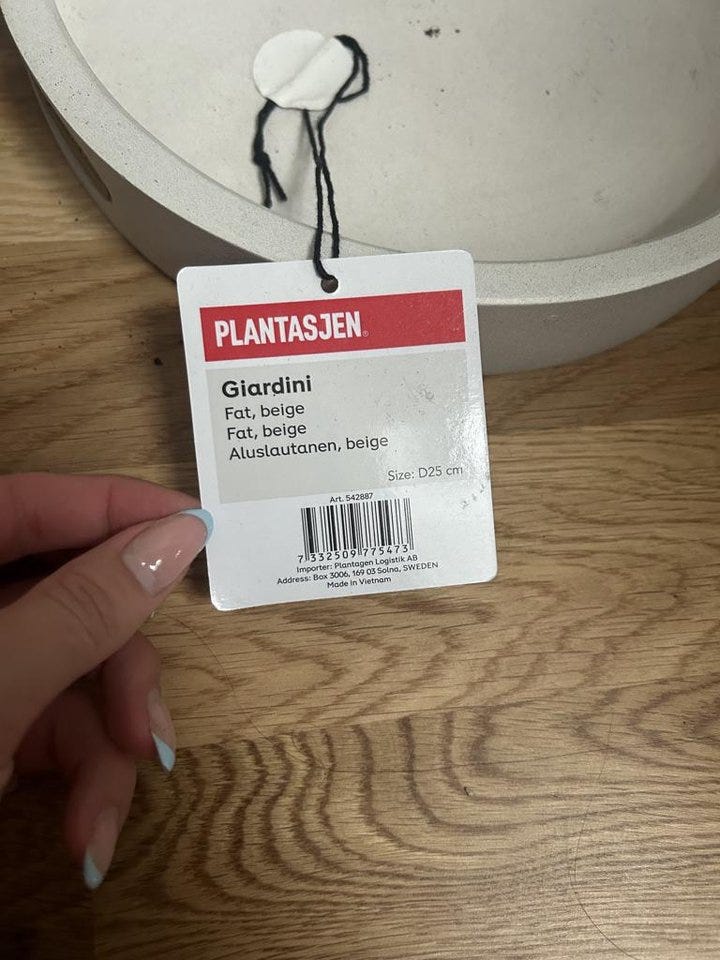 PLANTASJEN®
Giardini
Fat, beige
Fat, beige
Aluslautanen, beige
Size: D25 cm
Art. 542887
7 332509 775473
Importer: Plantagen Logistik AB
Address: Box 3006, 169 03 Solna, SWEDEN
Made in Vietnam